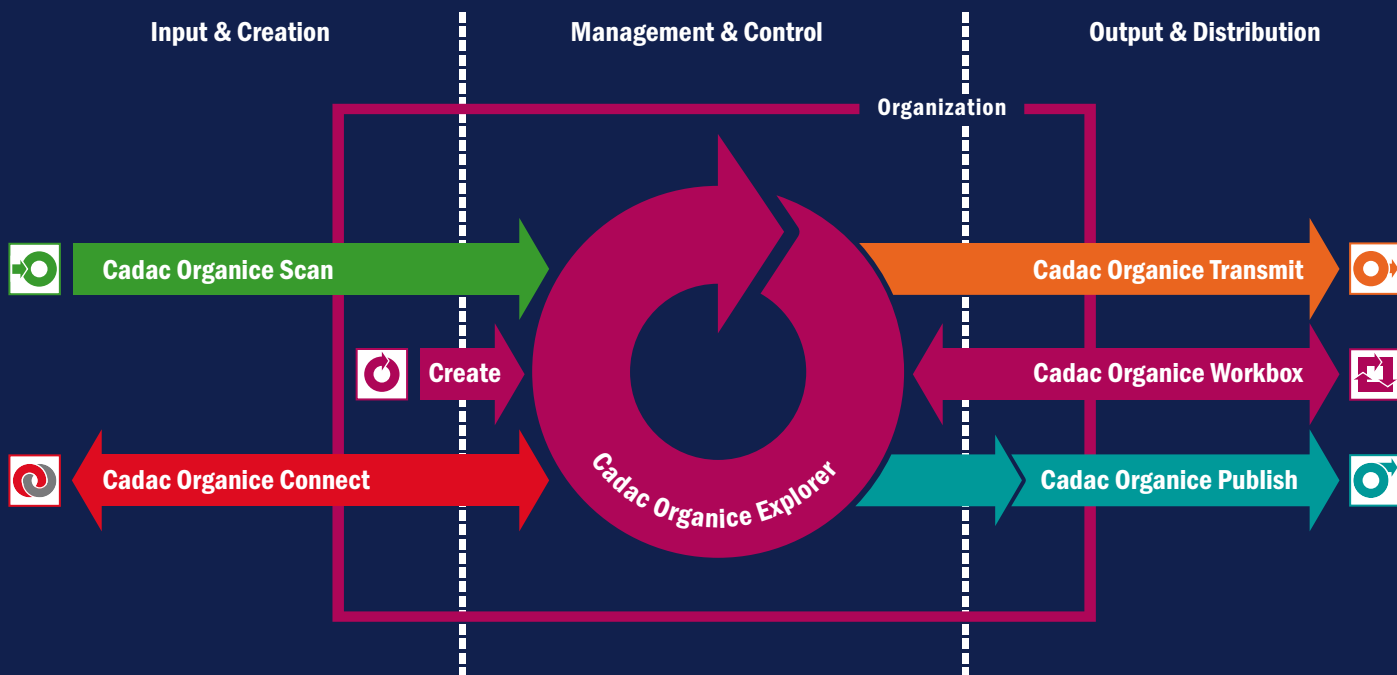 Input & Creation
Management & Control
Output & Distribution
Organization
Cadac Organice Scan
Cadac Organice Transmit
Create
Cadac Organice Workbox
Cadac Organice Connect
Cadac Organice Publish
Cadac Organice Explorer